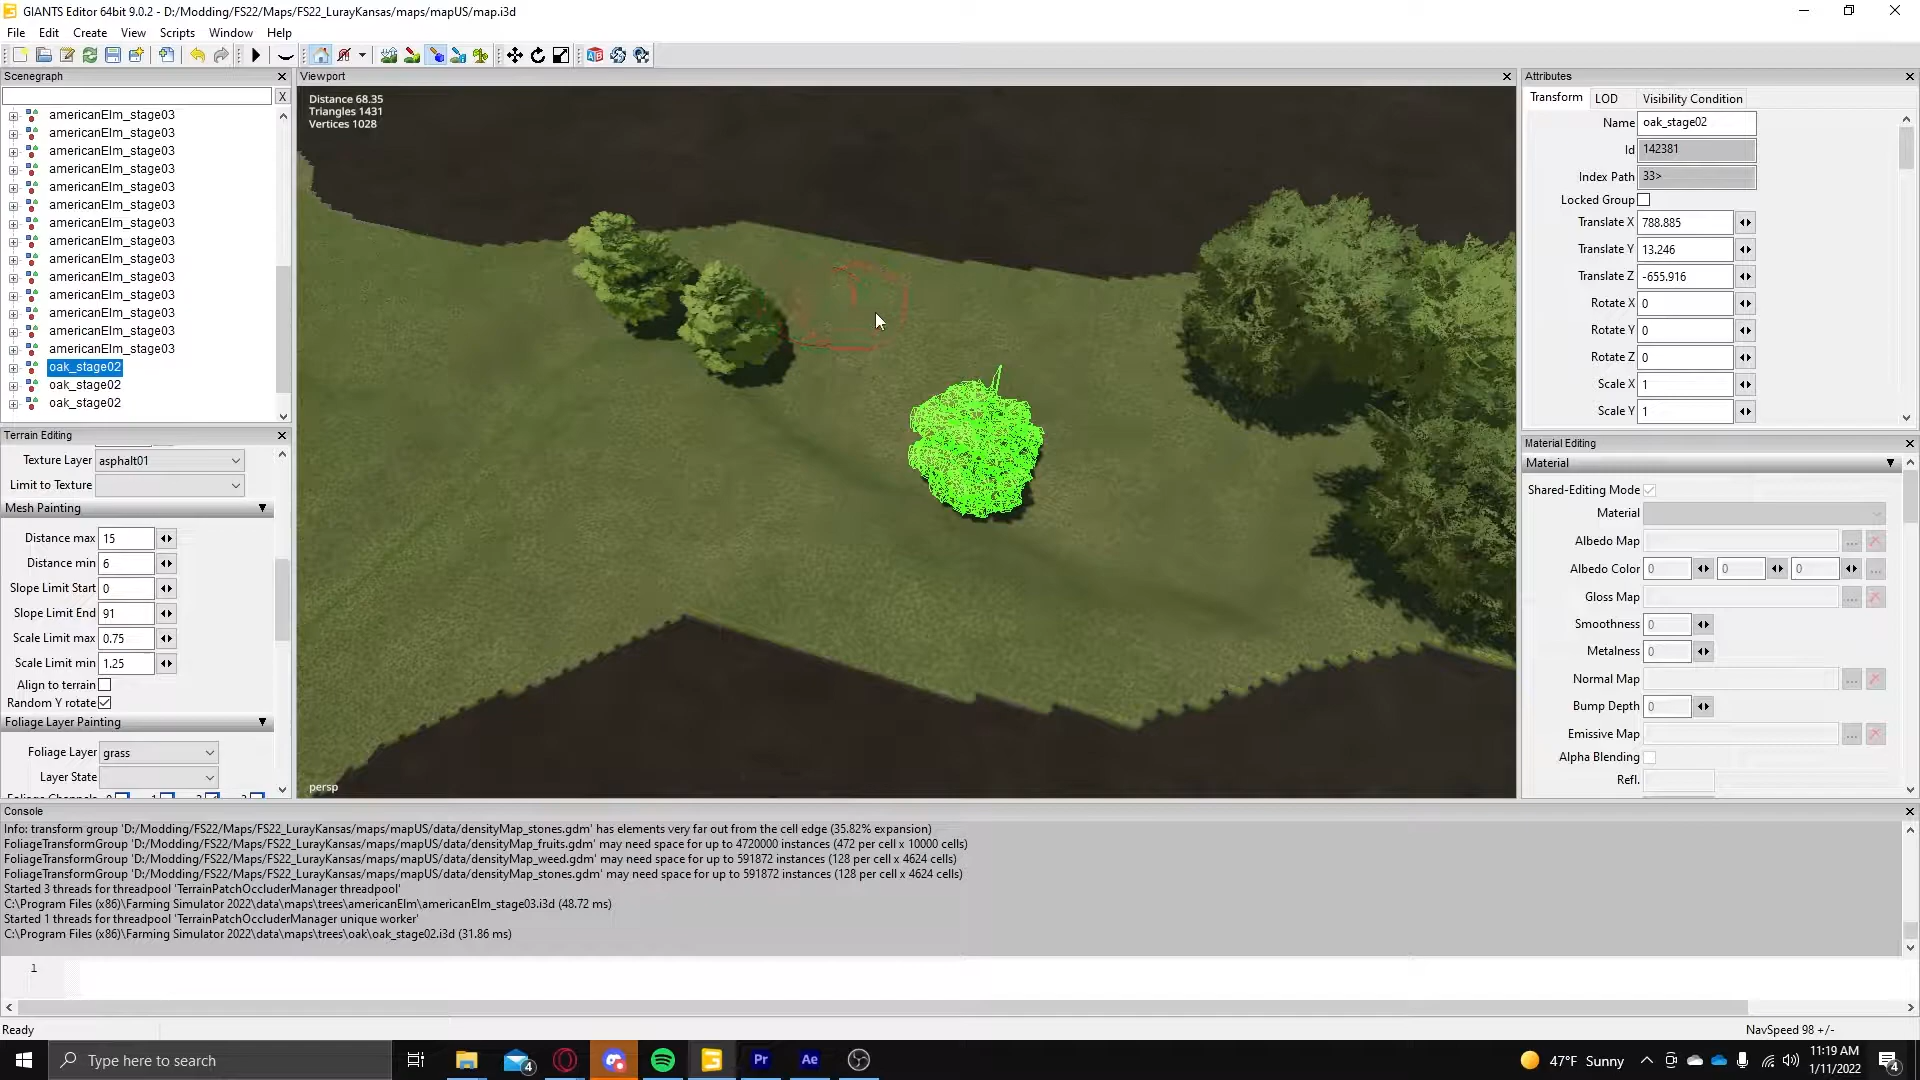 GIANTS Editor 64bit 9.0.2 - D:/Modding/FS22/Maps/FS22_LurayKansas/maps/mapUS/map.i3d
File Edit Create View Scripts Window Help
Scenegraph
X
americanElm_stage03
americanElm_stage03
americanElm_stage03
americanElm_stage03
americanElm_stage03
americanElm_stage03
americanElm_stage03
americanElm_stage03
americanElm_stage03
americanElm_stage03
americanElm_stage03
americanElm_stage03
americanElm_stage03
americanElm_stage03
oak_stage02
oak_stage02
oak_stage02
Terrain Editing
Texture Layer asphalt01
Limit to Texture
Mesh Painting
Distance max 15
Distance min 6
Slope Limit Start 0
Slope Limit End 91
Scale Limit max 0.75
Scale Limit min 1.25
Align to terrain
Random Y rotate
Foliage Layer Painting
Foliage Layer grass
Layer State
Viewport
Distance 68.35
Triangles 1431
Vertices 1028
persp
Attributes
Transform LOD Visibility Condition
Name oak_stage02
Id 142381
Index Path 33>
Locked Group
Translate X 788.885
Translate Y 13.246
Translate Z -655.916
Rotate X 0
Rotate Y 0
Rotate Z 0
Scale X 1
Scale Y 1
Material Editing
Material
Shared-Editing Mode
Material
Albedo Map ...
Albedo Color 0 0 0 ...
Gloss Map ...
Smoothness 0
Metalness 0
Normal Map ...
Bump Depth 0
Emissive Map ...
Alpha Blending
Refl.
Console
Info: transform group 'D:/Modding/FS22/Maps/FS22_LurayKansas/maps/mapUS/data/densityMap_stones.gdm' has elements very far out from the cell edge (35.82% expansion)
FoliageTransformGroup 'D:/Modding/FS22/Maps/FS22_LurayKansas/maps/mapUS/data/densityMap_fruits.gdm' may need space for up to 4720000 instances (472 per cell x 10000 cells)
FoliageTransformGroup 'D:/Modding/FS22/Maps/FS22_LurayKansas/maps/mapUS/data/densityMap_weed.gdm' may need space for up to 591872 instances (128 per cell x 4624 cells)
FoliageTransformGroup 'D:/Modding/FS22/Maps/FS22_LurayKansas/maps/mapUS/data/densityMap_stones.gdm' may need space for up to 591872 instances (128 per cell x 4624 cells)
Started 3 threads for threadpool 'TerrainPatchOccluderManager threadpool'
C:\Program Files (x86)\Farming Simulator 2022\data\maps\trees\americanElm\americanElm_stage03.i3d (48.72 ms)
Started 1 threads for threadpool 'TerrainPatchOccluderManager unique worker'
C:\Program Files (x86)\Farming Simulator 2022\data\maps\trees\oak\oak_stage02.i3d (31.86 ms)
1
Ready
NavSpeed 98 +/-
Type here to search
4
Pr
Ae
47°F Sunny
11:19 AM
1/11/2022
4